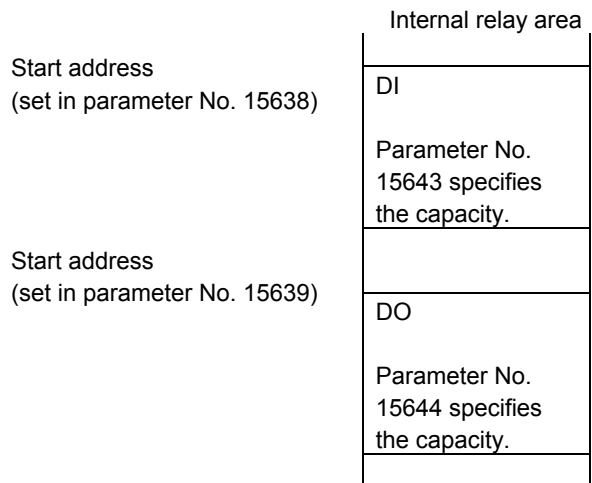 Internal relay area
Start address
(set in parameter No. 15638)
DI
Parameter No.
15643 specifies
the capacity.
Start address
(set in parameter No. 15639)
DO
Parameter No.
15644 specifies
the capacity.